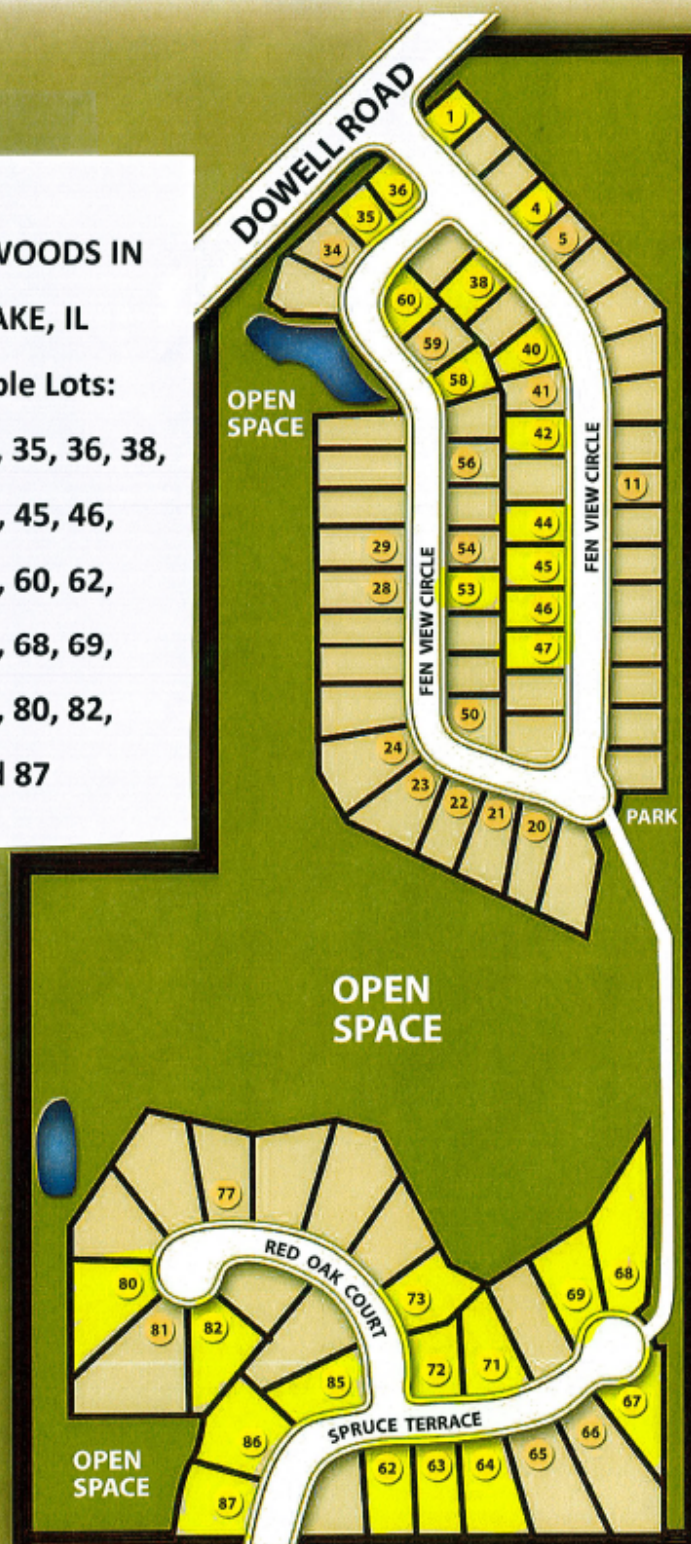 WOODS IN
AKE, IL
ble Lots:
, 35, 36, 38,
, 45, 46,
, 60, 62,
, 68, 69,
, 80, 82,
d 87
DOWELL ROAD
1
36
35
4
34
5
38
60
59
40
58
41
OPEN
SPACE
42
56
11
44
29
54
45
28
53
46
47
FEN VIEW CIRCLE
FEN VIEW CIRCLE
50
24
23
22
21
20
PARK
OPEN
SPACE
77
RED OAK COURT
80
73
69
68
81
82
72
71
85
67
SPRUCE TERRACE
66
86
65
OPEN
SPACE
62
63
64
87